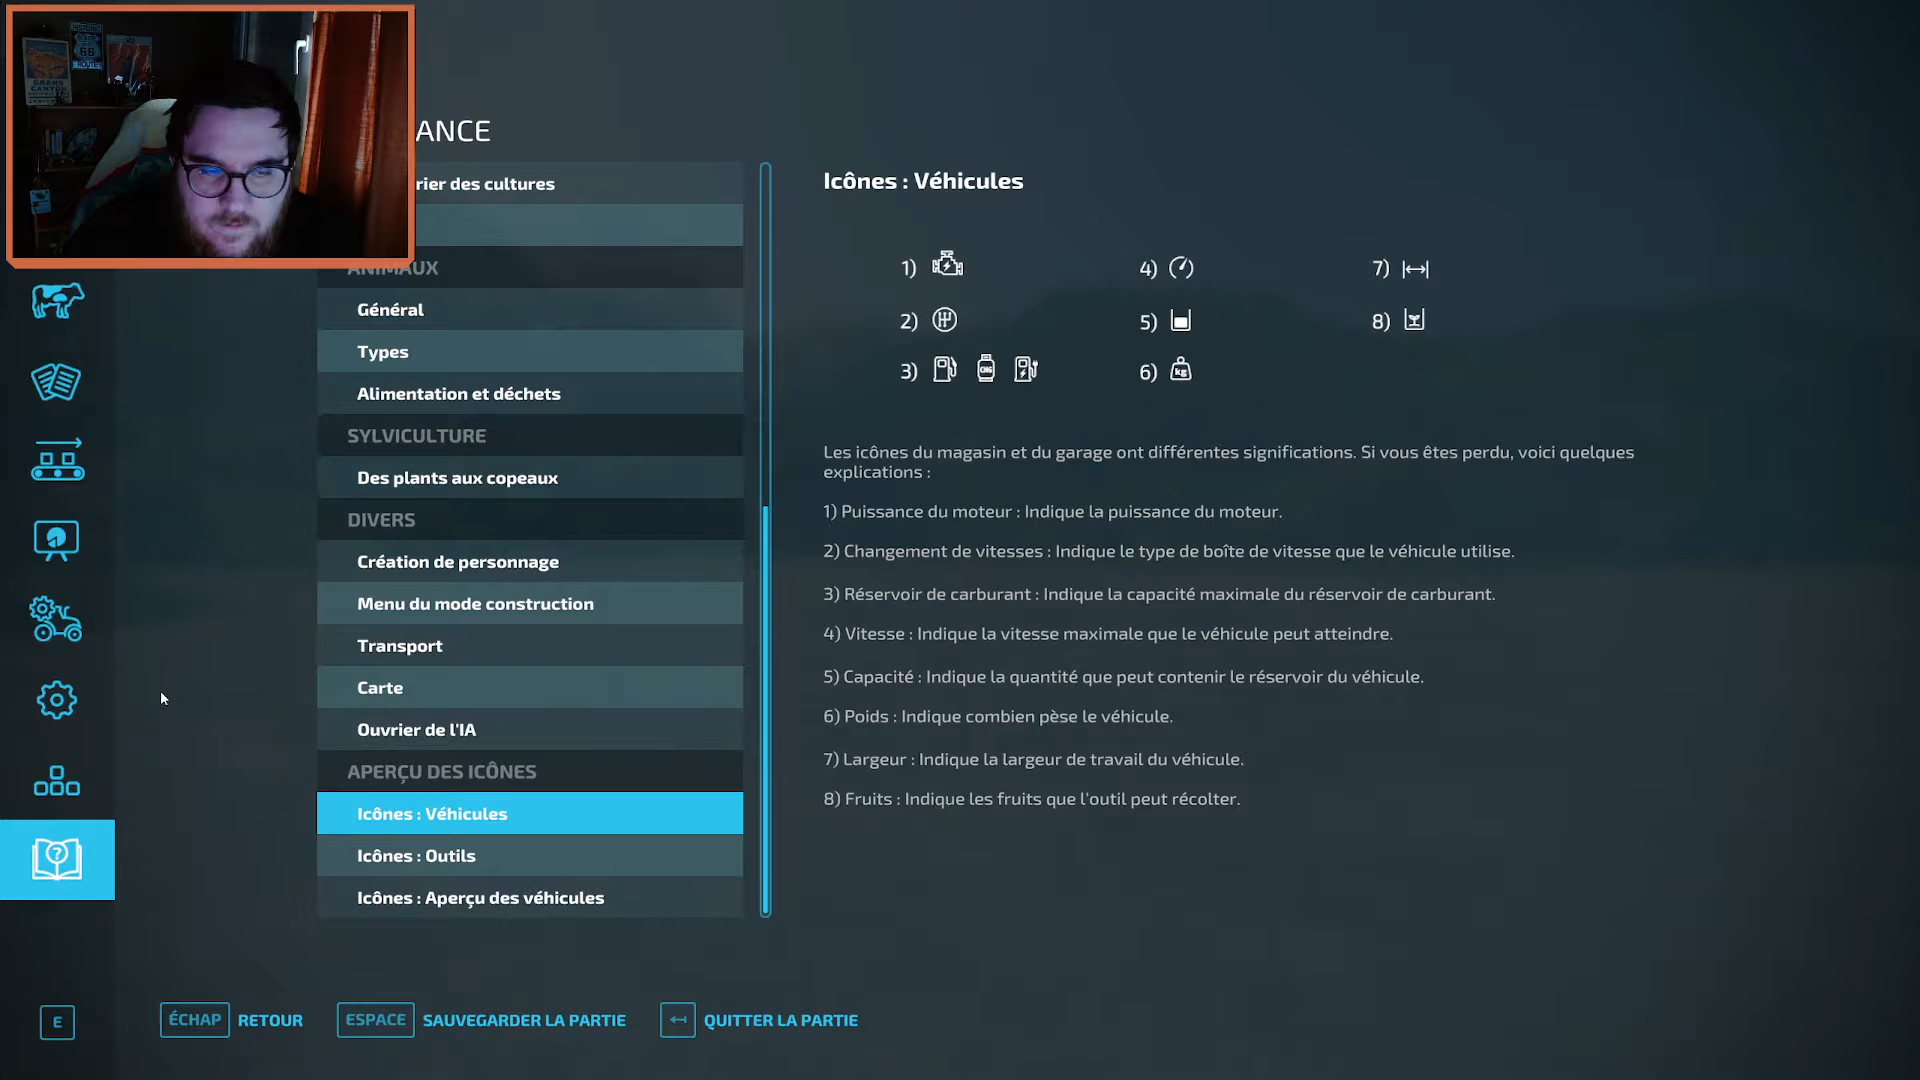 HISTORIC
ROUTE
66
GRAND
CANYON
ANCE
rier des cultures
ANIMAUX
Général
Types
Alimentation et déchets
SYLVICULTURE
Des plants aux copeaux
DIVERS
Création de personnage
Menu du mode construction
Transport
Carte
Ouvrier de l'IA
APERÇU DES ICÔNES
Icônes : Véhicules
Icônes : Outils
Icônes : Aperçu des véhicules
Icônes : Véhicules
1) 4) 7)
2) 5) 8)
3) CNG 6) kg
Les icônes du magasin et du garage ont différentes significations. Si vous êtes perdu, voici quelques
explications :
1) Puissance du moteur : Indique la puissance du moteur.
2) Changement de vitesses : Indique le type de boîte de vitesse que le véhicule utilise.
3) Réservoir de carburant : Indique la capacité maximale du réservoir de carburant.
4) Vitesse : Indique la vitesse maximale que le véhicule peut atteindre.
5) Capacité : Indique la quantité que peut contenir le réservoir du véhicule.
6) Poids : Indique combien pèse le véhicule.
7) Largeur : Indique la largeur de travail du véhicule.
8) Fruits : Indique les fruits que l'outil peut récolter.
E ÉCHAP RETOUR ESPACE SAUVEGARDER LA PARTIE QUITTER LA PARTIE